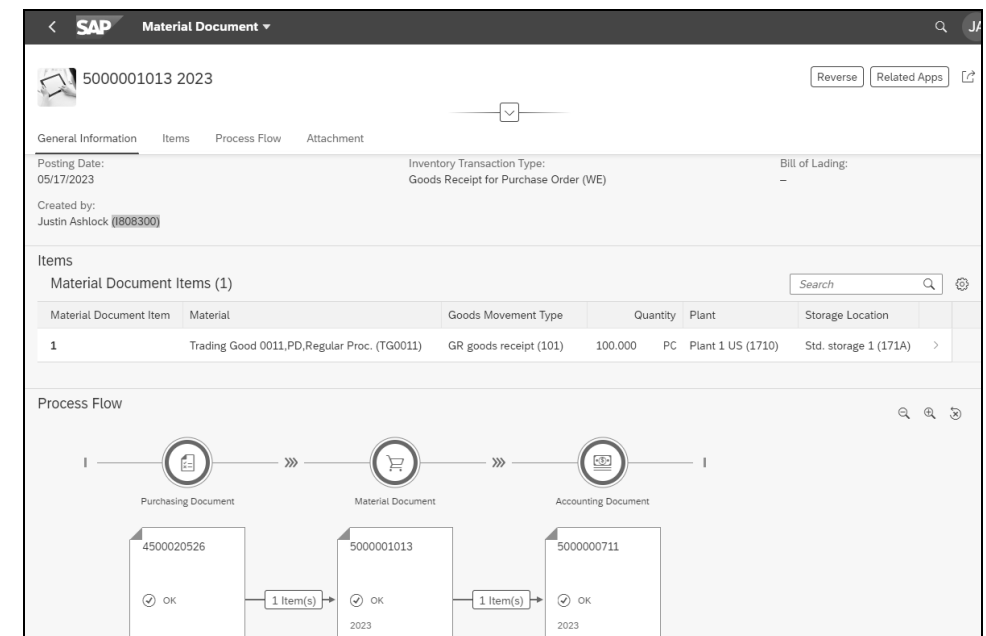 SAP Material Document
JA
5000001013 2023
Reverse Related Apps
General Information Items Process Flow Attachment
Posting Date: Inventory Transaction Type: Bill of Lading:
05/17/2023 Goods Receipt for Purchase Order (WE) –
Created by:
Justin Ashlock (I808300)
Items
Material Document Items (1) Search
Material Document Item Material Goods Movement Type Quantity Plant Storage Location
1 Trading Good 0011,PD,Regular Proc. (TG0011) GR goods receipt (101) 100.000 PC Plant 1 US (1710) Std. storage 1 (171A)
Process Flow
Purchasing Document Material Document Accounting Document
4500020526 5000001013 5000000711
OK 1 Item(s) OK 1 Item(s) OK
2023 2023